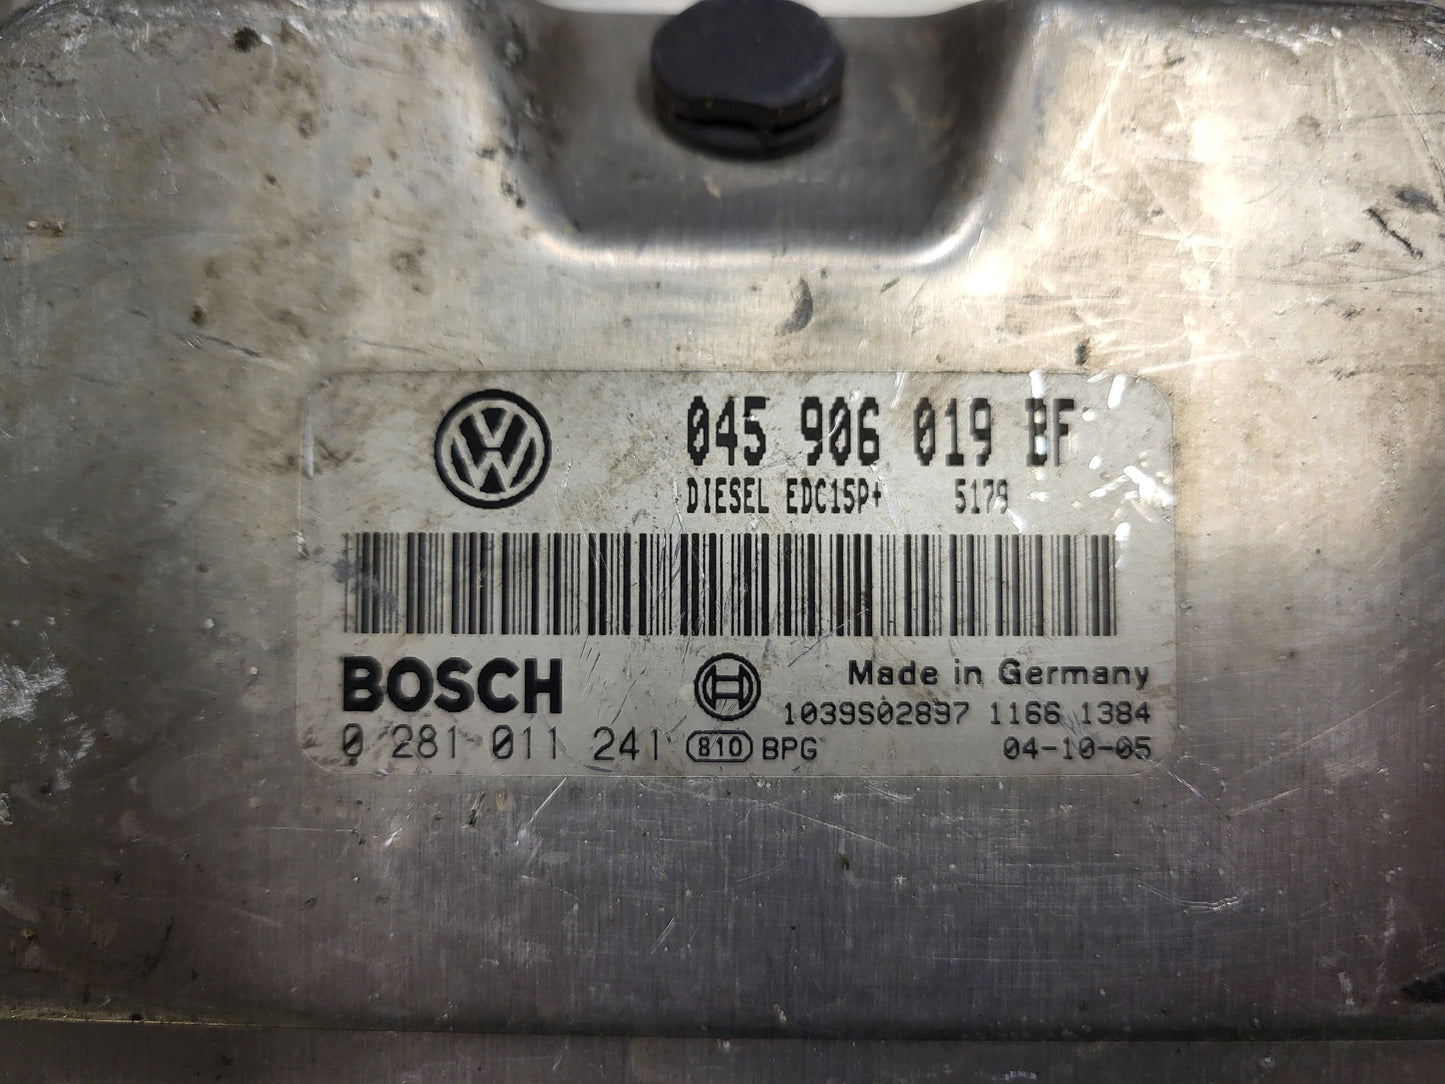 045 906 019 BF
DIESEL EDC15P+ 5179
BOSCH
Made in Germany
1039S02897 1166 1384
0 281 011 241 810 BPG 04-10-05